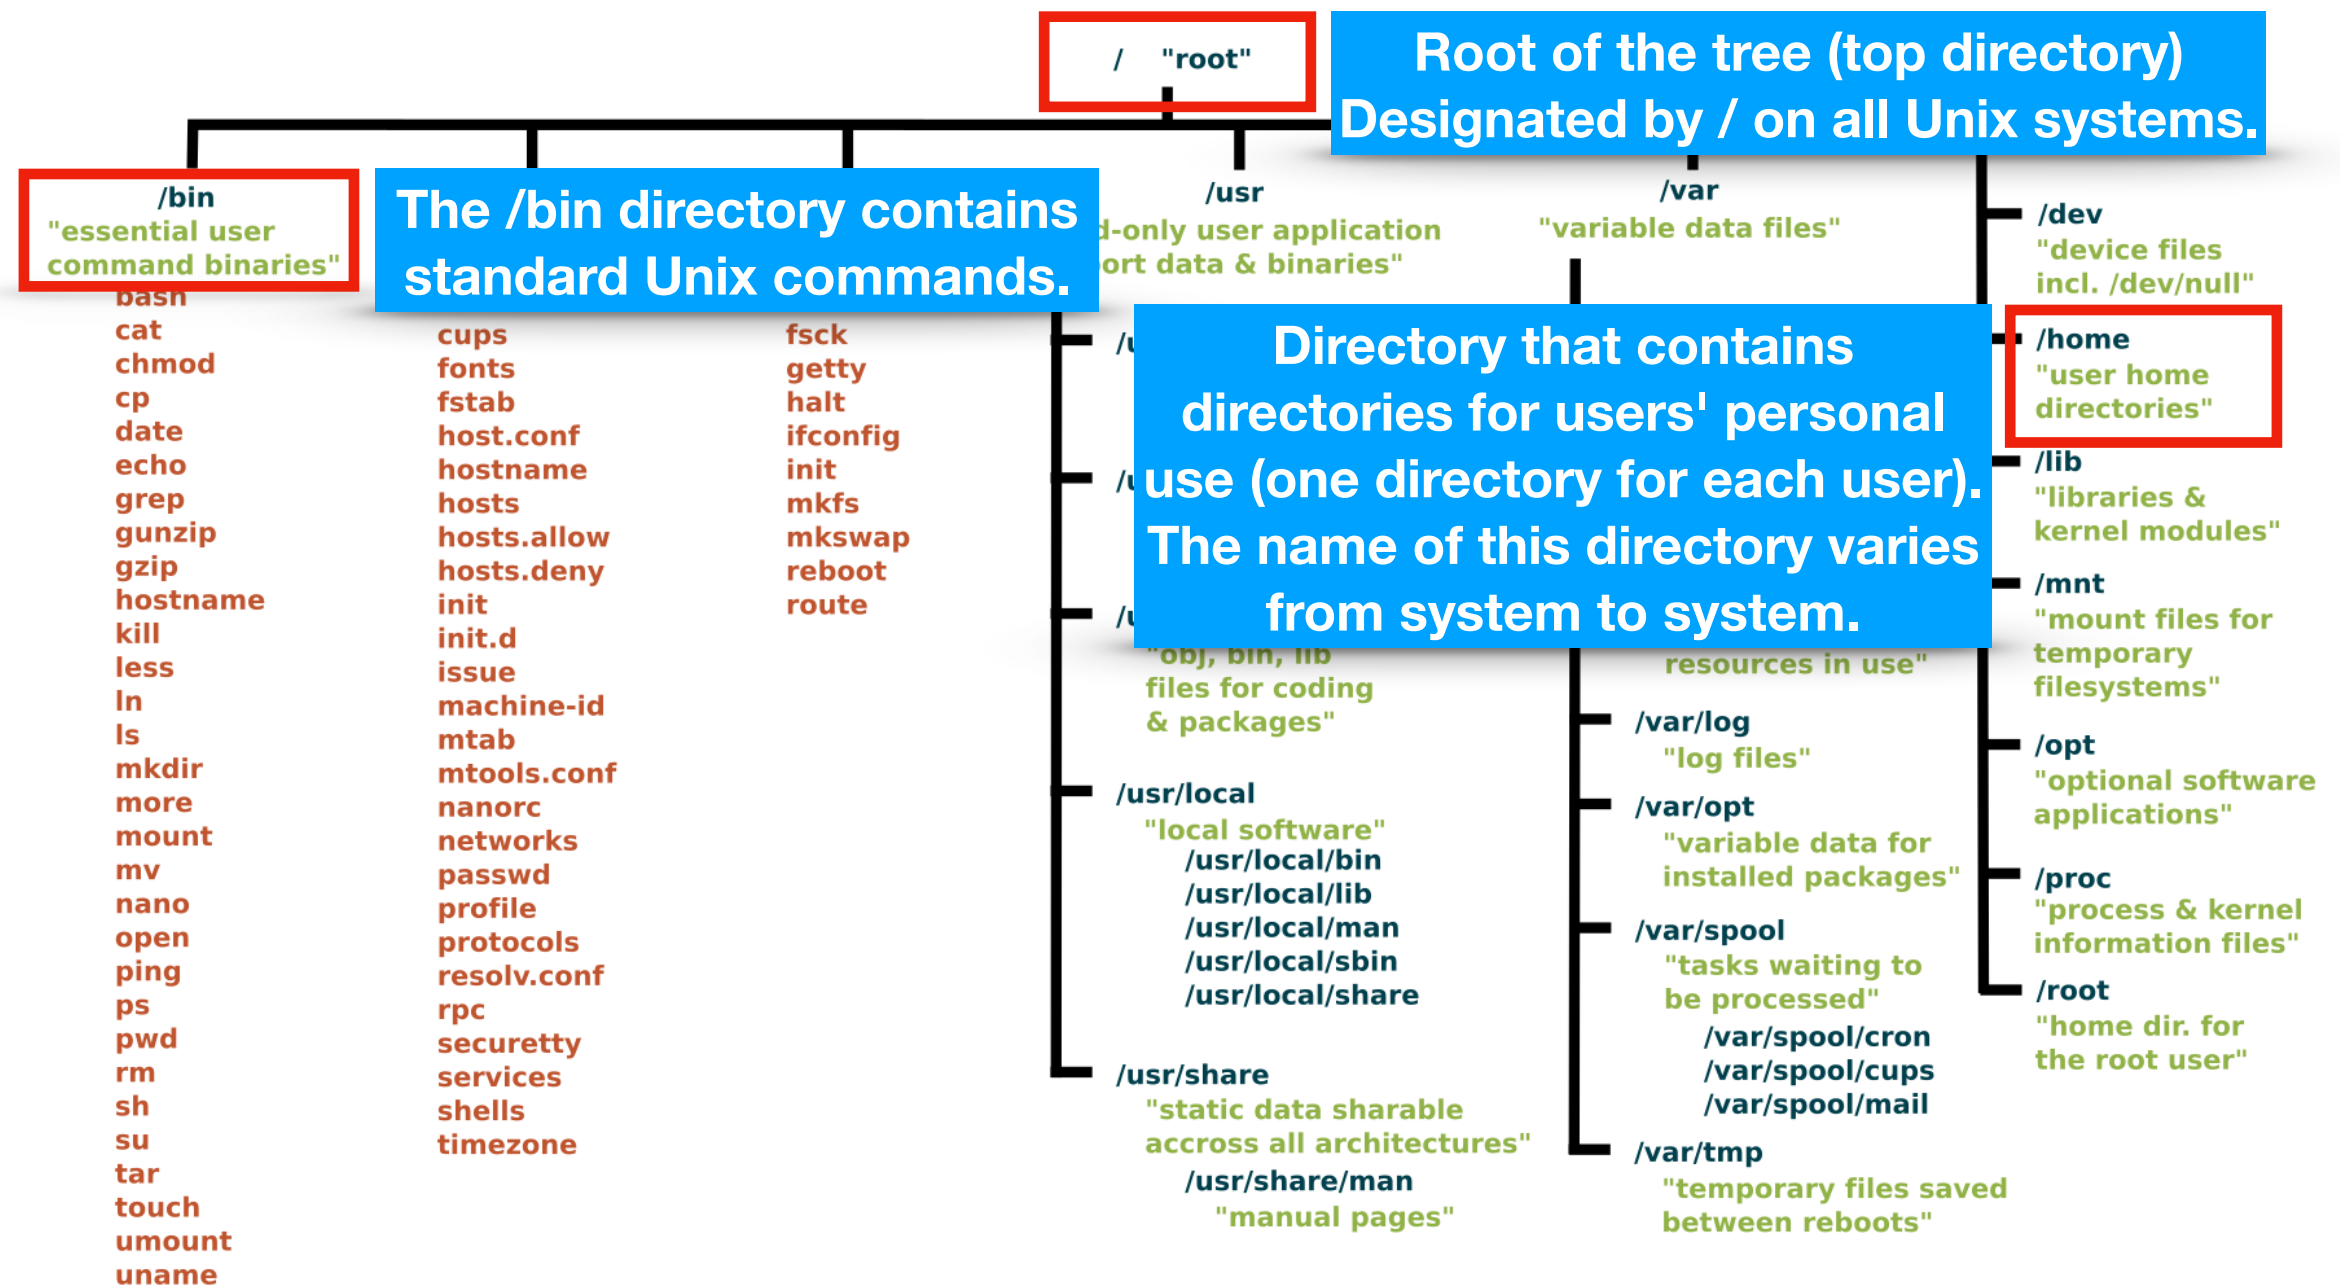 / "root"
Root of the tree (top directory)
Designated by / on all Unix systems.
/bin
"essential user
command binaries"
bash
cat
chmod
cp
date
echo
grep
gunzip
gzip
hostname
kill
less
ln
ls
mkdir
more
mount
mv
nano
open
ping
ps
pwd
rm
sh
su
tar
touch
umount
uname
The /bin directory contains
standard Unix commands.
cups
fonts
fstab
host.conf
hostname
hosts
hosts.allow
hosts.deny
init
init.d
issue
machine-id
mtab
mtools.conf
nanorc
networks
passwd
profile
protocols
resolv.conf
rpc
securetty
services
shells
timezone
fsck
getty
halt
ifconfig
init
mkfs
mkswap
reboot
route
/usr
user application
data & binaries"
"obj, bin, lib
files for coding
& packages"
/usr/local
"local software"
/usr/local/bin
/usr/local/lib
/usr/local/man
/usr/local/sbin
/usr/local/share
/usr/share
"static data sharable
accross all architectures"
/usr/share/man
"manual pages"
/var
"variable data files"
Directory that contains
directories for users' personal
use (one directory for each user).
The name of this directory varies
from system to system.
resources in use"
/var/log
"log files"
/var/opt
"variable data for
installed packages"
/var/spool
"tasks waiting to
be processed"
/var/spool/cron
/var/spool/cups
/var/spool/mail
/var/tmp
"temporary files saved
between reboots"
/dev
"device files
incl. /dev/null"
/home
"user home
directories"
/lib
"libraries &
kernel modules"
/mnt
"mount files for
temporary
filesystems"
/opt
"optional software
applications"
/proc
"process & kernel
information files"
/root
"home dir. for
the root user"